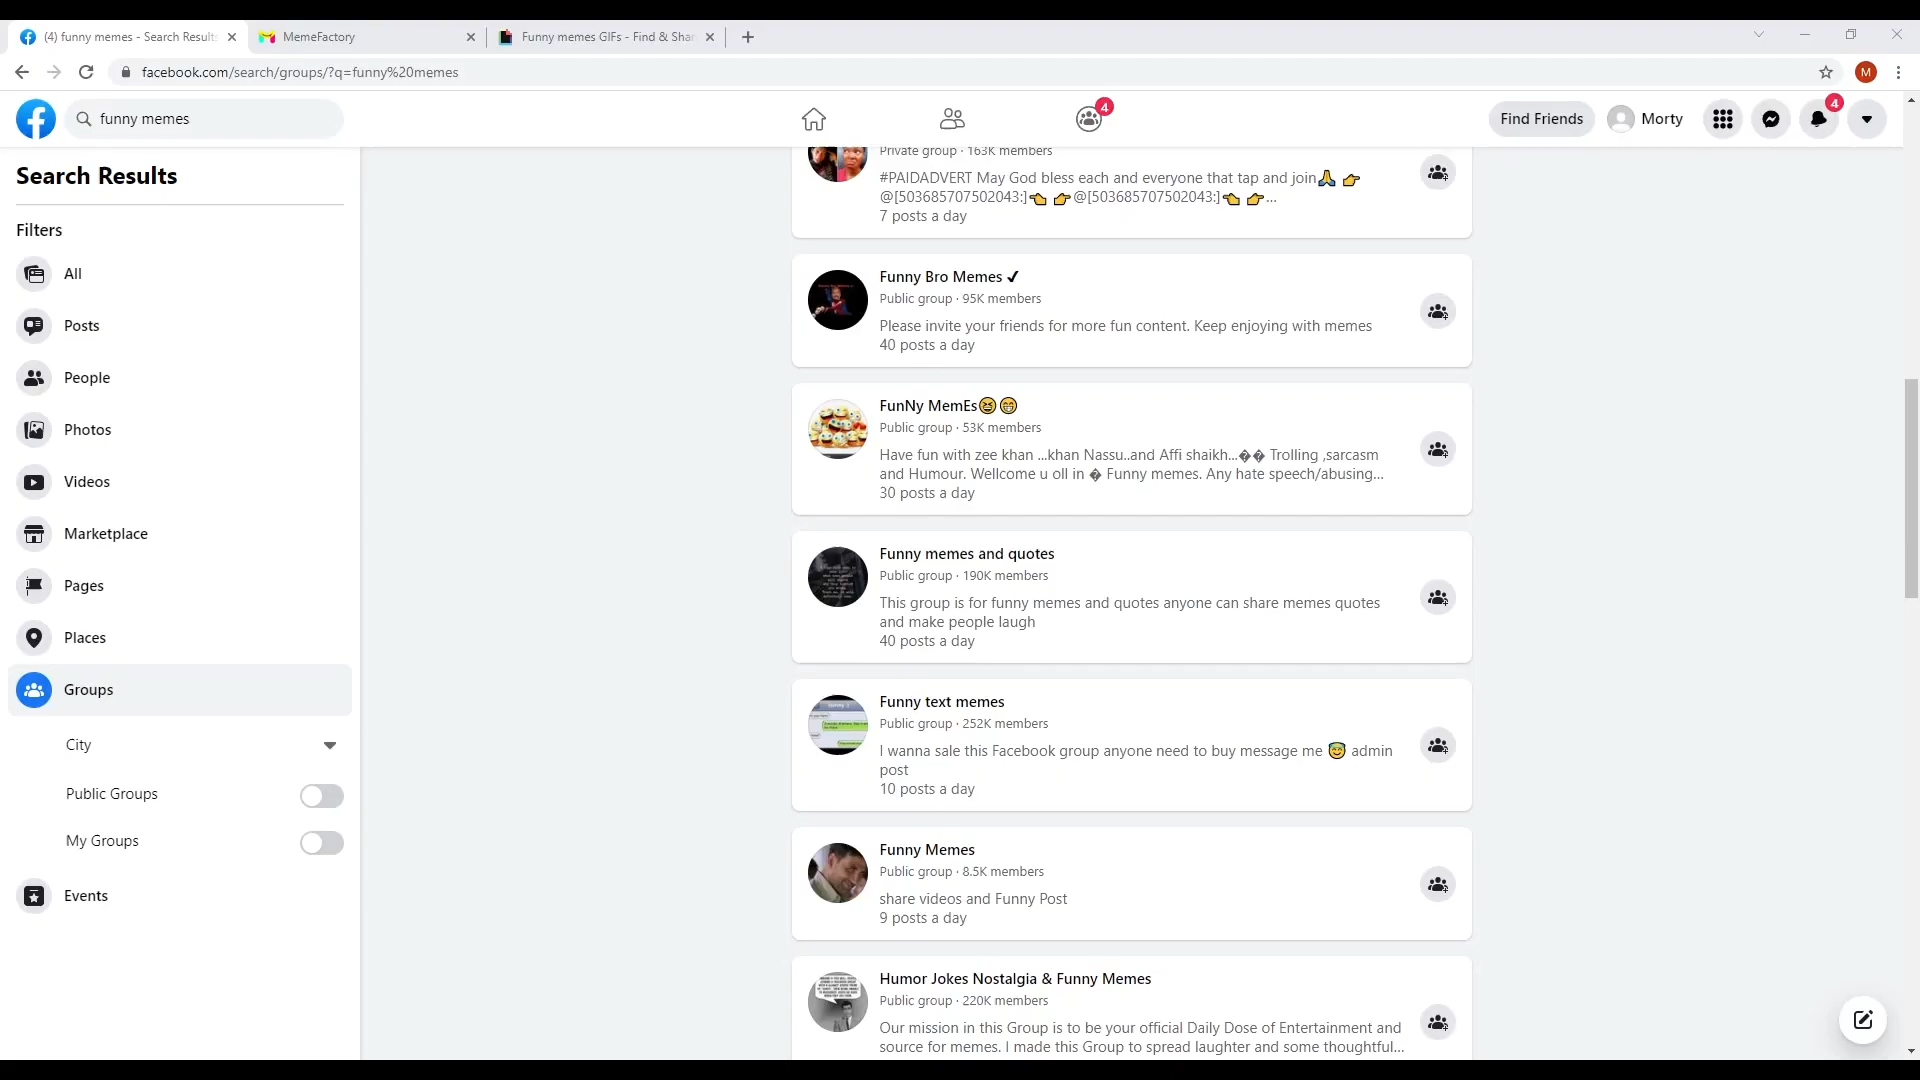 (4) funny memes - Search Results
MemeFactory
Funny memes GIFs - Find & Shar
facebook.com/search/groups/?q=funny%20memes
M
funny memes
4
Find Friends
Morty
4
Search Results
Filters
All
Posts
People
Photos
Videos
Marketplace
Pages
Places
Groups
City
Public Groups
My Groups
Events
Private group · 163K members
#PAIDADVERT May God bless each and everyone that tap and join🙏 👉
@[503685707502043:]👈 👉@[503685707502043:]👈 👉...
7 posts a day
Funny Bro Memes ✔
Public group · 95K members
Please invite your friends for more fun content. Keep enjoying with memes
40 posts a day
FunNy MemEs😆😁
Public group · 53K members
Have fun with zee khan ...khan Nassu..and Affi shaikh...�� Trolling ,sarcasm
and Humour. Wellcome u oll in � Funny memes. Any hate speech/abusing...
30 posts a day
Funny memes and quotes
Public group · 190K members
This group is for funny memes and quotes anyone can share memes quotes
and make people laugh
40 posts a day
Funny text memes
Public group · 252K members
I wanna sale this Facebook group anyone need to buy message me 😇 admin
post
10 posts a day
Funny Memes
Public group · 8.5K members
share videos and Funny Post
9 posts a day
Humor Jokes Nostalgia & Funny Memes
Public group · 220K members
Our mission in this Group is to be your official Daily Dose of Entertainment and
source for memes. I made this Group to spread laughter and some thoughtful...